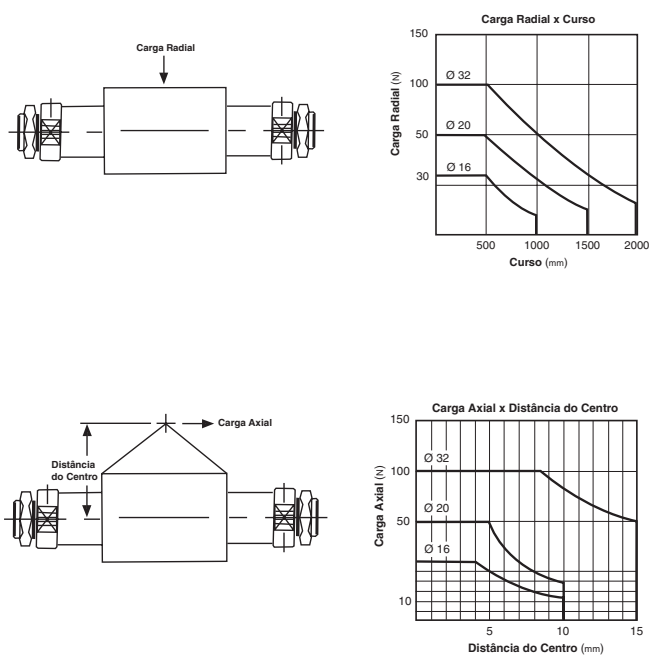 Carga Radial
Carga Radial x Curso
150
100
50
30
Carga Radial (N)
Ø 32
Ø 20
Ø 16
500 1000 1500 2000
Curso (mm)
Carga Axial
Distância
do Centro
Carga Axial x Distância do Centro
150
100
50
10
Carga Axial (N)
Ø 32
Ø 20
Ø 16
5 10 15
Distância do Centro (mm)